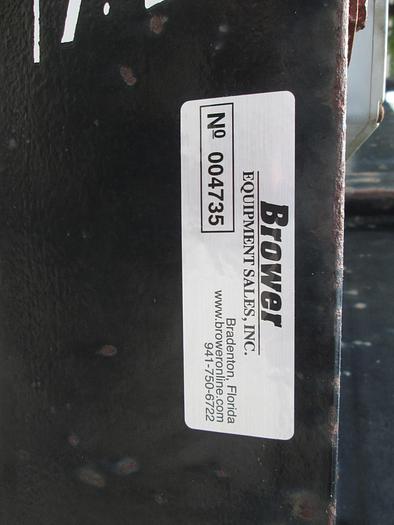 Brower
EQUIPMENT SALES, INC.
Nº 004735
Bradenton, Florida
www.broweronline.com
941-750-6722